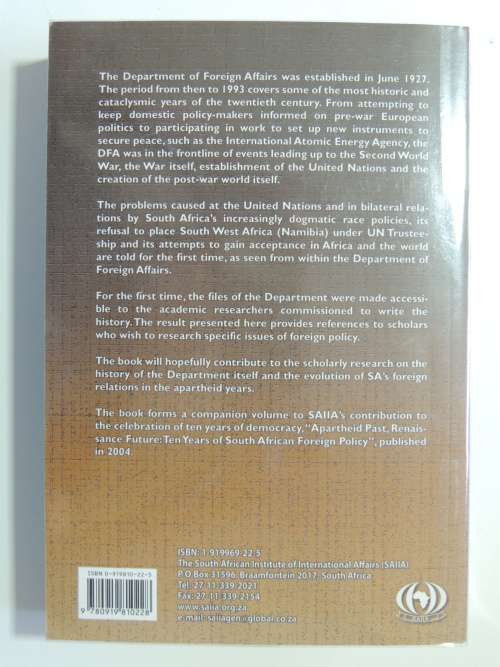 The Department of Foreign Affairs was established in June 1927.
The period from then to 1993 covers some of the most historic and
cataclysmic years of the twentieth century. From attempting to
keep domestic policy-makers informed on pre-war European
politics to participating in work to set up new instruments to
secure peace, such as the International Atomic Energy Agency, the
DFA was in the frontline of events leading up to the Second World
War, the War itself, establishment of the United Nations and the
creation of the post-war world itself.
The problems caused at the United Nations and in bilateral rela-
tions by South Africa's increasingly dogmatic race policies, its
refusal to place South West Africa (Namibia) under UN Trustee-
ship and its attempts to gain acceptance in Africa and the world
are told for the first time, as seen from within the Department of
Foreign Affairs.
For the first time, the files of the Department were made accessi-
ble to the academic researchers commissioned to write the
history. The result presented here provides references to scholars
who wish to research specific issues of foreign policy.
The book will hopefully contribute to the scholarly research on the
history of the Department itself and the evolution of SA's foreign
relations in the apartheid years.
The book forms a companion volume to SAIIA's contribution to
the celebration of ten years of democracy, "Apartheid Past, Renais-
sance Future: Ten Years of South African Foreign Policy", published
in 2004.
ISBN: 1-919969-22-5
The South African Institute of International Affairs (SAIIA)
P O Box 31596, Braamfontein 2017, South Africa
Tel: 27-11-339-2021
Fax: 27-11-339-2154
www.saiia.org.za
e-mail: saiiagen@global.co.za
ISBN 0-919810-22-5
9 780919 810228
SAIIA